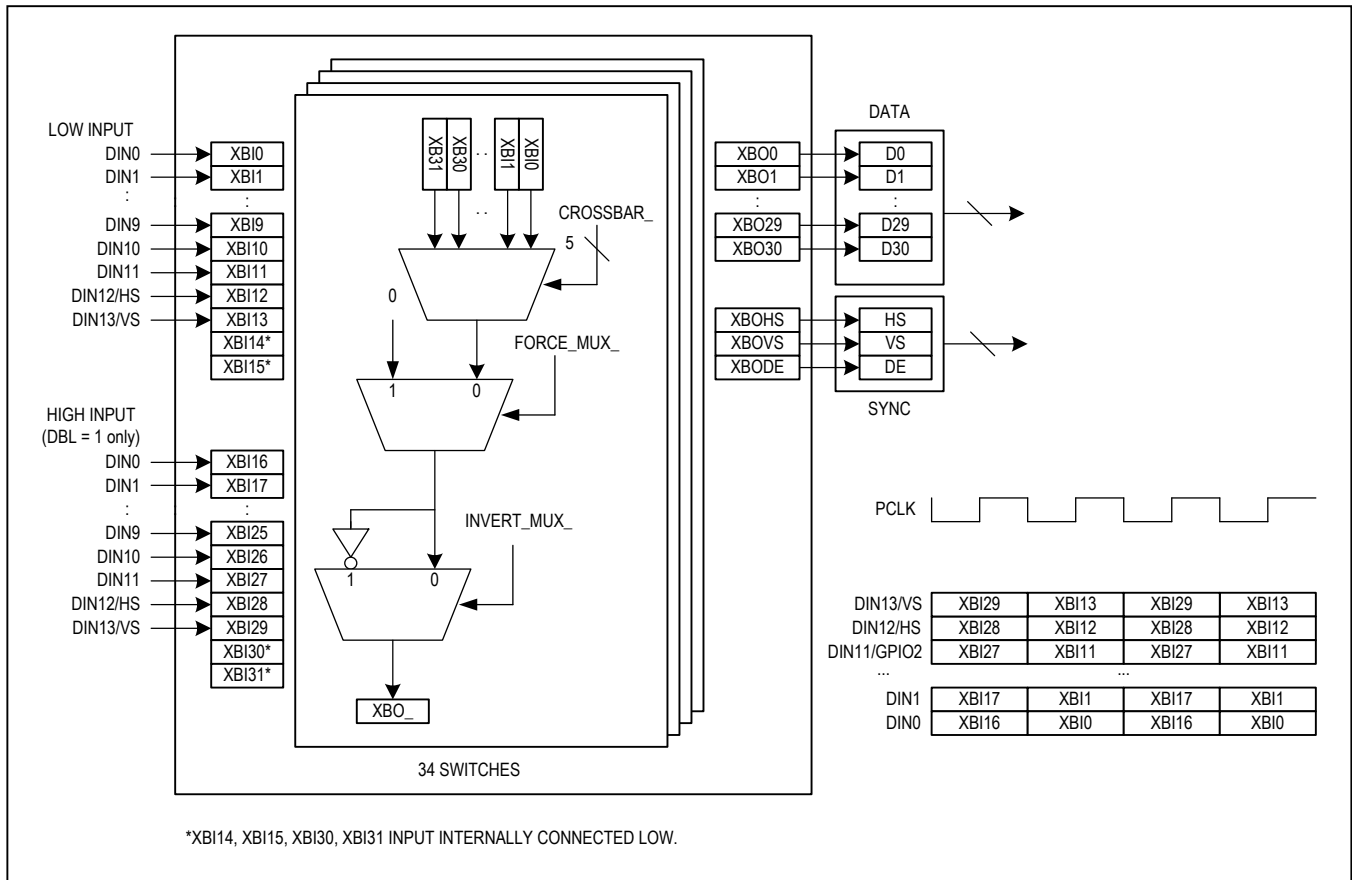 LOW INPUT
DIN0
DIN1
:
DIN9
DIN10
DIN11
DIN12/HS
DIN13/VS
HIGH INPUT
(DBL = 1 only)
DIN0
DIN1
:
DIN9
DIN10
DIN11
DIN12/HS
DIN13/VS
XBI0
XBI1
:
XBI9
XBI10
XBI11
XBI12
XBI13
XBI14*
XBI15*
XBI16
XBI17
:
XBI25
XBI26
XBI27
XBI28
XBI29
XBI30*
XBI31*
XB31
XB30
. .
XBI1
XBI0
. .
CROSSBAR_
5
0
FORCE_MUX_
1 0
INVERT_MUX_
1 0
XBO_
34 SWITCHES
XBO0
XBO1
:
XBO29
XBO30
XBOHS
XBOVS
XBODE
DATA
D0
D1
:
D29
D30
HS
VS
DE
SYNC
PCLK
DIN13/VS XBI29 XBI13 XBI29 XBI13
DIN12/HS XBI28 XBI12 XBI28 XBI12
DIN11/GPIO2 XBI27 XBI11 XBI27 XBI11
... ...
DIN1 XBI17 XBI1 XBI17 XBI1
DIN0 XBI16 XBI0 XBI16 XBI0
*XBI14, XBI15, XBI30, XBI31 INPUT INTERNALLY CONNECTED LOW.